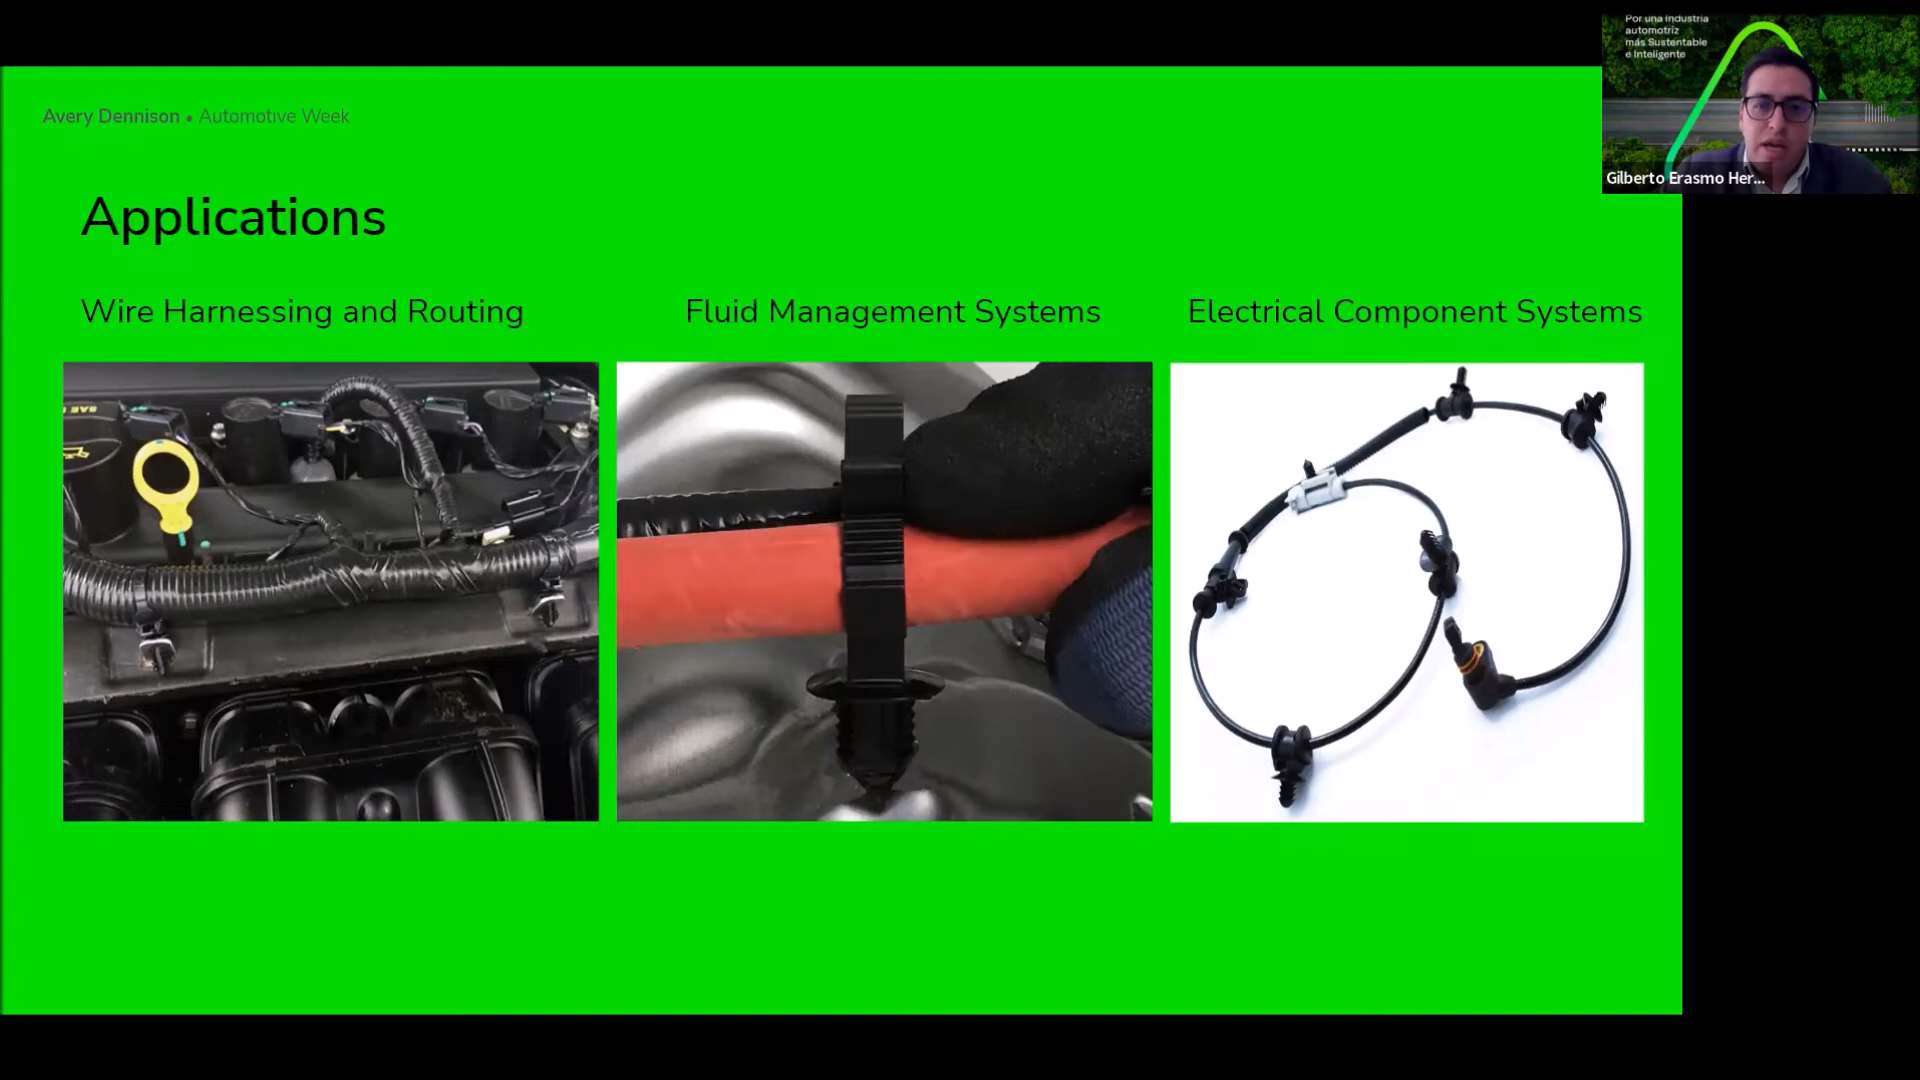 Por una industria
automotriz
más Sustentable
e Inteligente
Gilberto Erasmo Her...
Avery Dennison • Automotive Week
Applications
Wire Harnessing and Routing
Fluid Management Systems
Electrical Component Systems